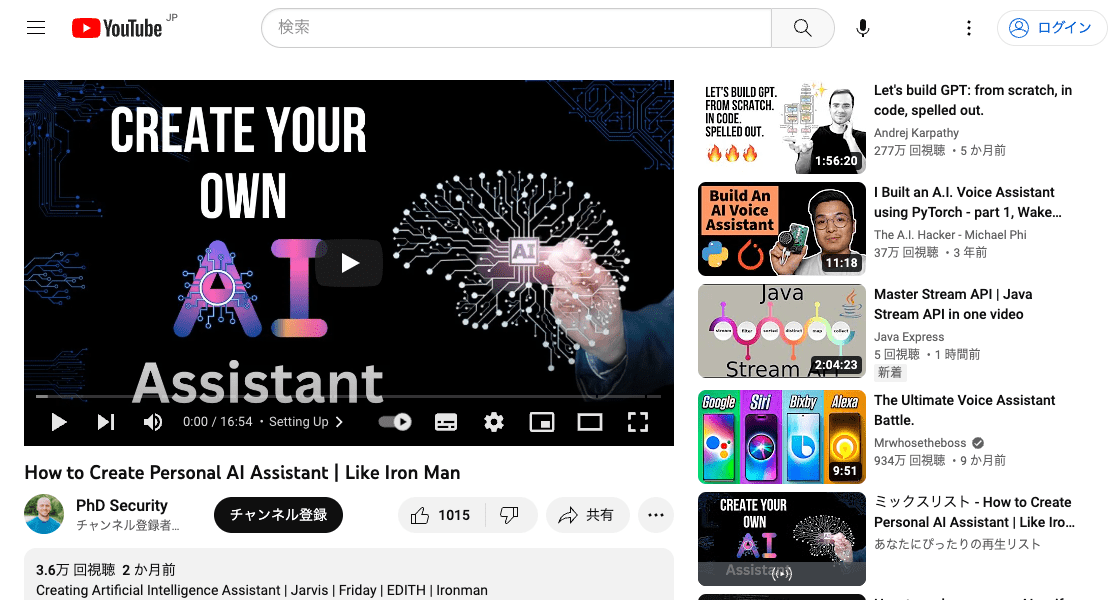 YouTube JP
検索
ログイン
CREATE YOUR
OWN
AI
AI
Assistant
0:00 / 16:54 • Setting Up
How to Create Personal AI Assistant | Like Iron Man
PhD Security
チャンネル登録者…
チャンネル登録
1015
共有
3.6万 回視聴 2 か月前
Creating Artificial Intelligence Assistant | Jarvis | Friday | EDITH | Ironman
LET'S BUILD GPT.
FROM SCRATCH.
IN CODE.
SPELLED OUT.
1:56:20
Let's build GPT: from scratch, in
code, spelled out.
Andrej Karpathy
277万 回視聴 ・5 か月前
Build An
AI Voice
Assistant
11:18
I Built an A.I. Voice Assistant
using PyTorch - part 1, Wake…
The A.I. Hacker - Michael Phi
37万 回視聴 ・3 年前
Java
stream filter sorted distinct map collect
Stream API
2:04:23
Master Stream API | Java
Stream API in one video
Java Express
5 回視聴 ・1 時間前
新着
Google Siri Bixby Alexa
9:51
The Ultimate Voice Assistant
Battle.
Mrwhosetheboss
934万 回視聴 ・9 か月前
CREATE YOUR
OWN
AI
Assistant
ミックスリスト - How to Create
Personal AI Assistant | Like Iro…
あなたにぴったりの再生リスト